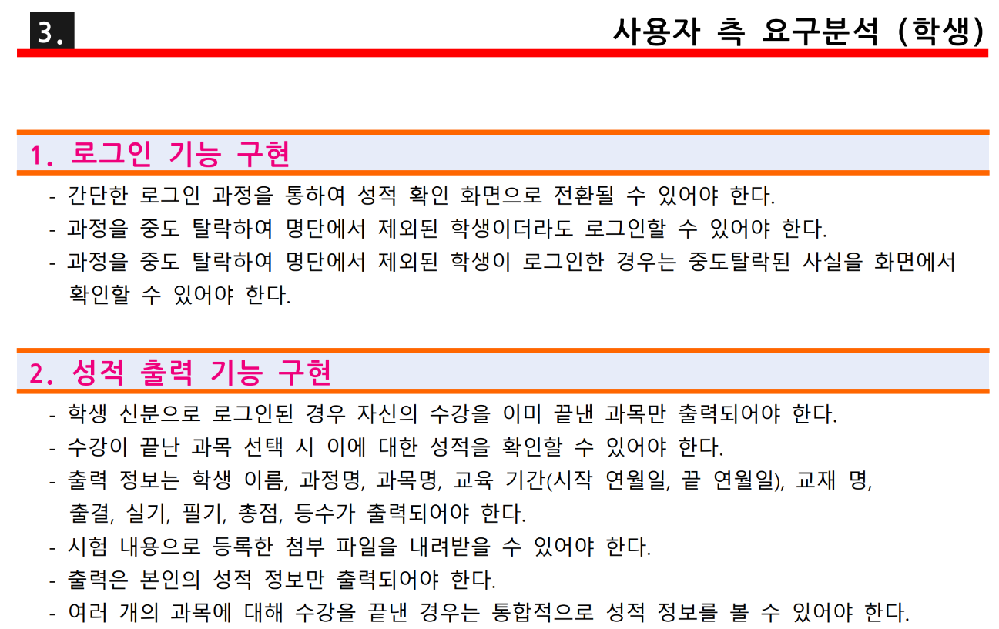 3.
사용자 측 요구분석 (학생)
1. 로그인 기능 구현
- 간단한 로그인 과정을 통하여 성적 확인 화면으로 전환될 수 있어야 한다.
- 과정을 중도 탈락하여 명단에서 제외된 학생이더라도 로그인할 수 있어야 한다.
- 과정을 중도 탈락하여 명단에서 제외된 학생이 로그인한 경우는 중도탈락된 사실을 화면에서
확인할 수 있어야 한다.
2. 성적 출력 기능 구현
- 학생 신분으로 로그인된 경우 자신의 수강을 이미 끝낸 과목만 출력되어야 한다.
- 수강이 끝난 과목 선택 시 이에 대한 성적을 확인할 수 있어야 한다.
- 출력 정보는 학생 이름, 과정명, 과목명, 교육 기간(시작 연월일, 끝 연월일), 교재 명,
출결, 실기, 필기, 총점, 등수가 출력되어야 한다.
- 시험 내용으로 등록한 첨부 파일을 내려받을 수 있어야 한다.
- 출력은 본인의 성적 정보만 출력되어야 한다.
- 여러 개의 과목에 대해 수강을 끝낸 경우는 통합적으로 성적 정보를 볼 수 있어야 한다.